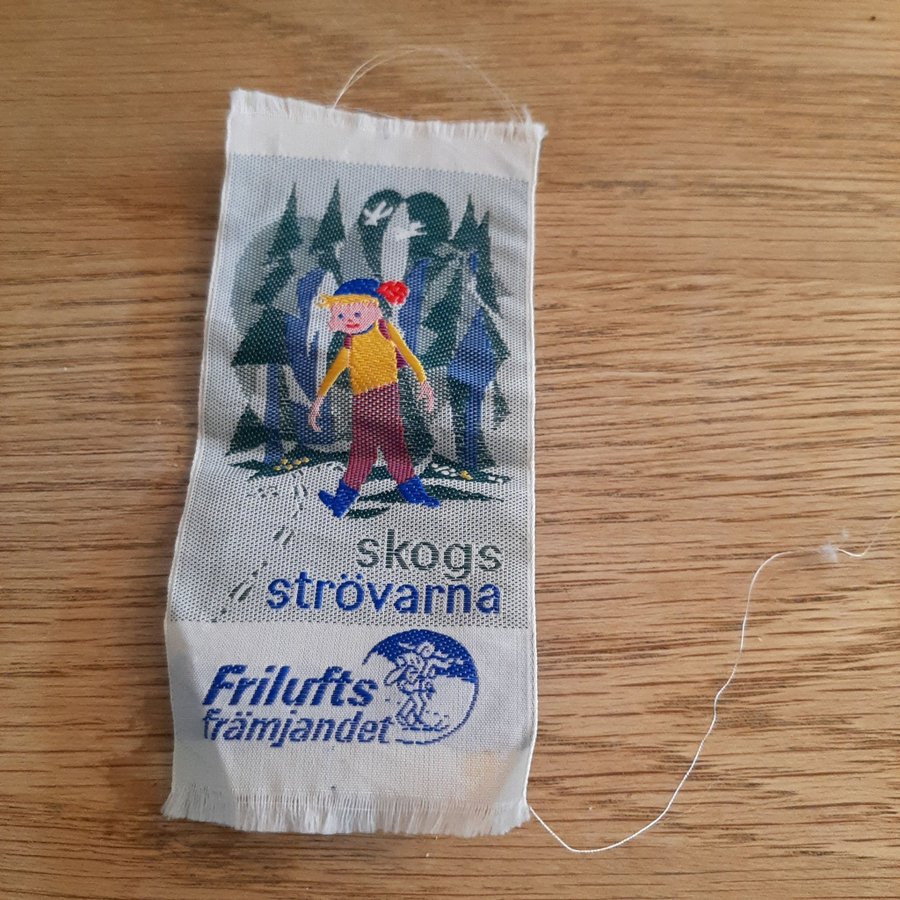 skogs
strövarna
Frilufts
främjandet